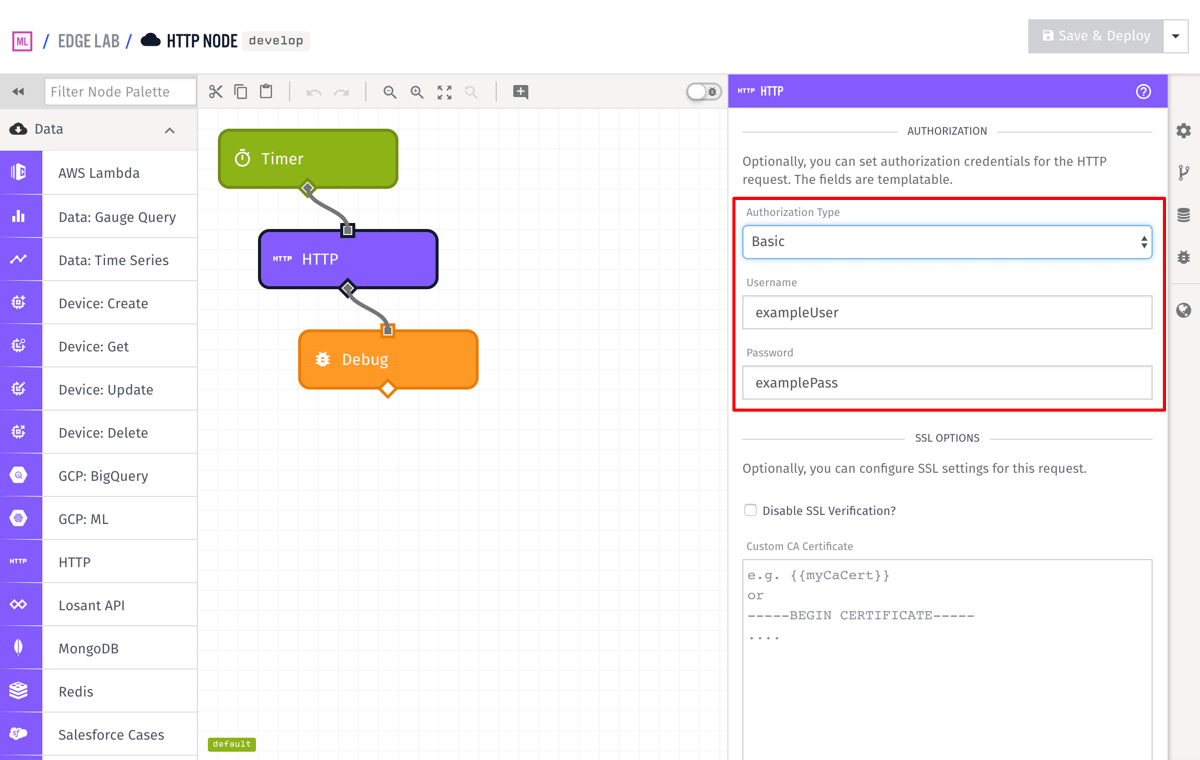 ML / EDGE LAB / HTTP NODE develop
Save & Deploy
Filter Node Palette
Data
AWS Lambda
Data: Gauge Query
Data: Time Series
Device: Create
Device: Get
Device: Update
Device: Delete
GCP: BigQuery
GCP: ML
HTTP HTTP
Losant API
MongoDB
Redis
Salesforce Cases
Timer
HTTP HTTP
Debug
default
HTTP HTTP
AUTHORIZATION
Optionally, you can set authorization credentials for the HTTP
request. The fields are templatable.
Authorization Type
Basic
Username
exampleUser
Password
examplePass
SSL OPTIONS
Optionally, you can configure SSL settings for this request.
Disable SSL Verification?
Custom CA Certificate
e.g. {{myCaCert}}
or
-----BEGIN CERTIFICATE-----
....